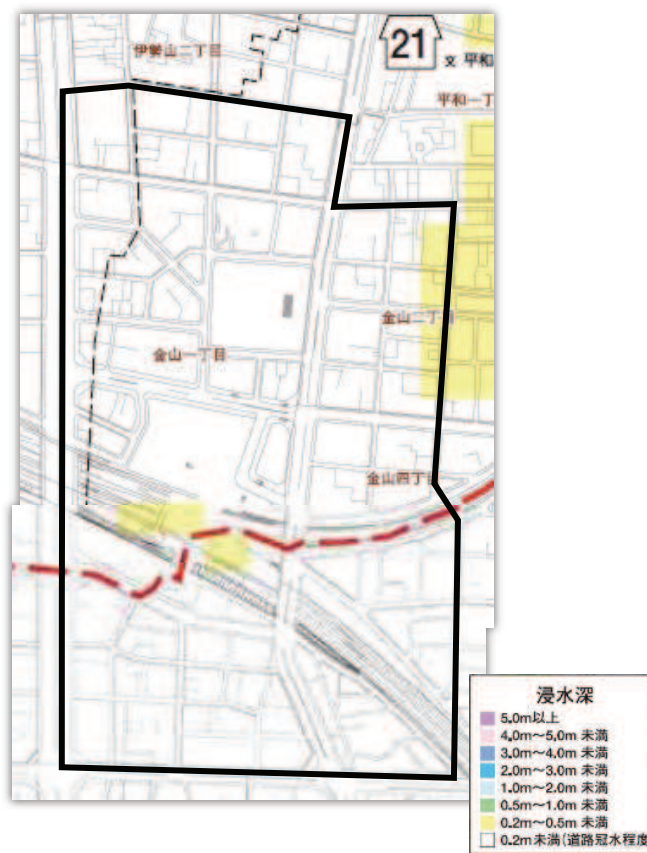 伊勢山二丁目
21
文 平和
平和一丁
金山二丁目
金山一丁目
金山四丁目
浸水深
5.0m以上
4.0m～5.0m 未満
3.0m～4.0m 未満
2.0m～3.0m 未満
1.0m～2.0m 未満
0.5m～1.0m 未満
0.2m～0.5m 未満
0.2m未満(道路冠水程度